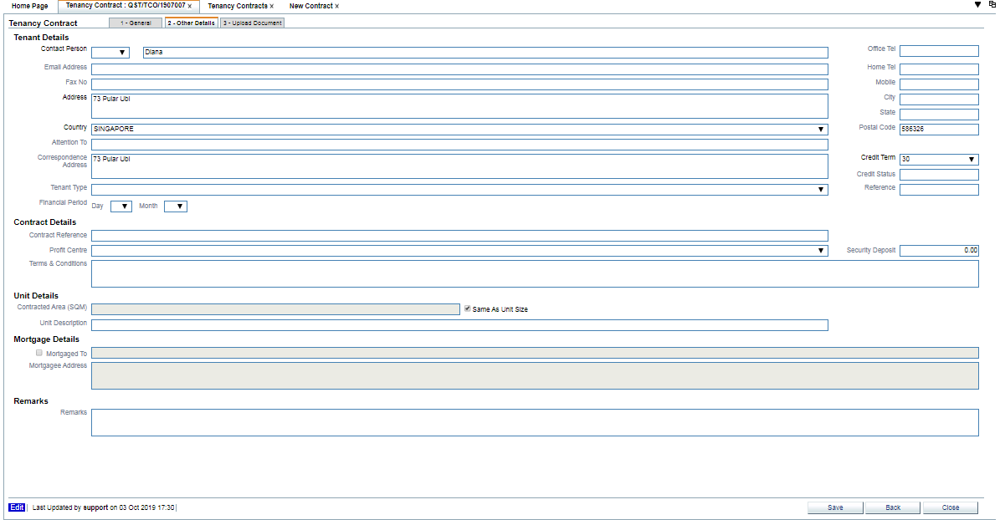 Home Page Tenancy Contract : QST/TCO/1907007 x Tenancy Contracts x New Contract x
Tenancy Contract 1 - General 2 - Other Details 3 - Upload Document
Tenant Details
Contact Person Diana Office Tel
Email Address Home Tel
Fax No Mobile
Address 73 Pular Ubi City
State
Country SINGAPORE Postal Code 586326
Attention To
Correspondence Address 73 Pular Ubi Credit Term 30
Credit Status
Tenant Type Reference
Financial Period Day Month
Contract Details
Contract Reference
Profit Centre Security Deposit 0.00
Terms & Conditions
Unit Details
Contracted Area (SQM) Same As Unit Size
Unit Description
Mortgage Details
Mortgaged To
Mortgagee Address
Remarks
Remarks
Edit | Last Updated by support on 03 Oct 2019 17:30 | Save Back Close